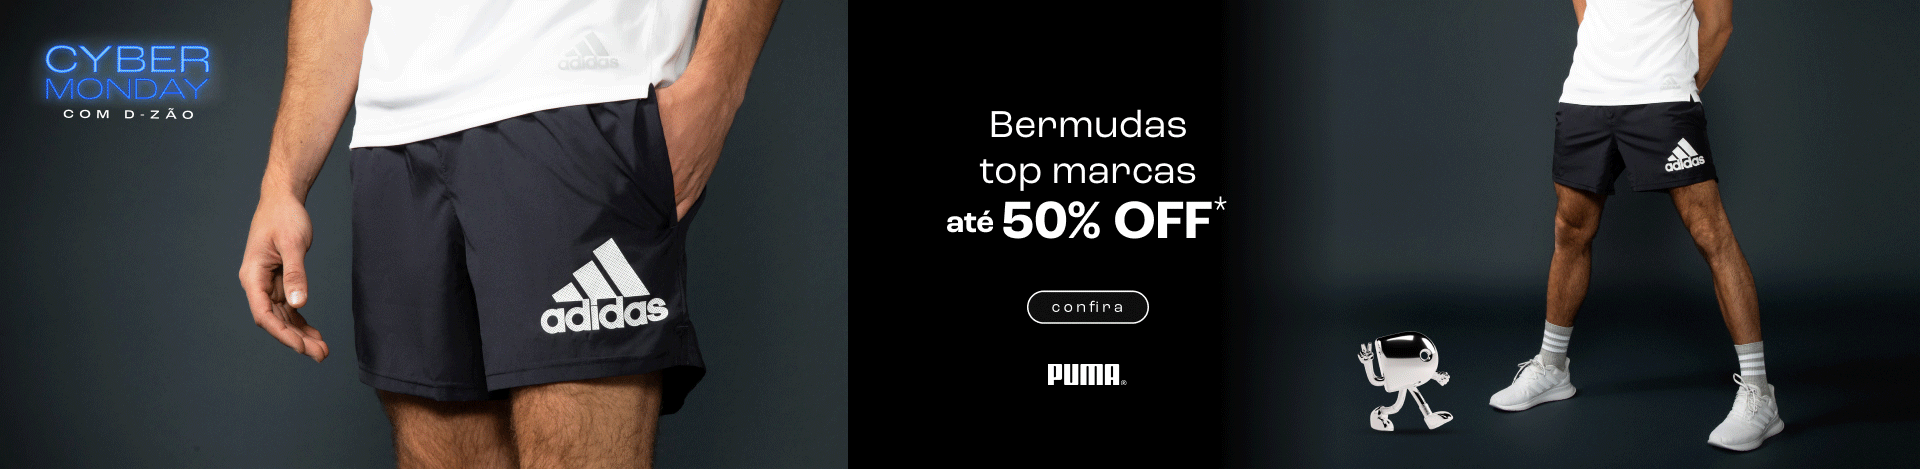 CYBER
MONDAY
COM D-ZÃO
adidas
adidas
Bermudas
top marcas
até 50% OFF*
confira
PUMA®
adidas